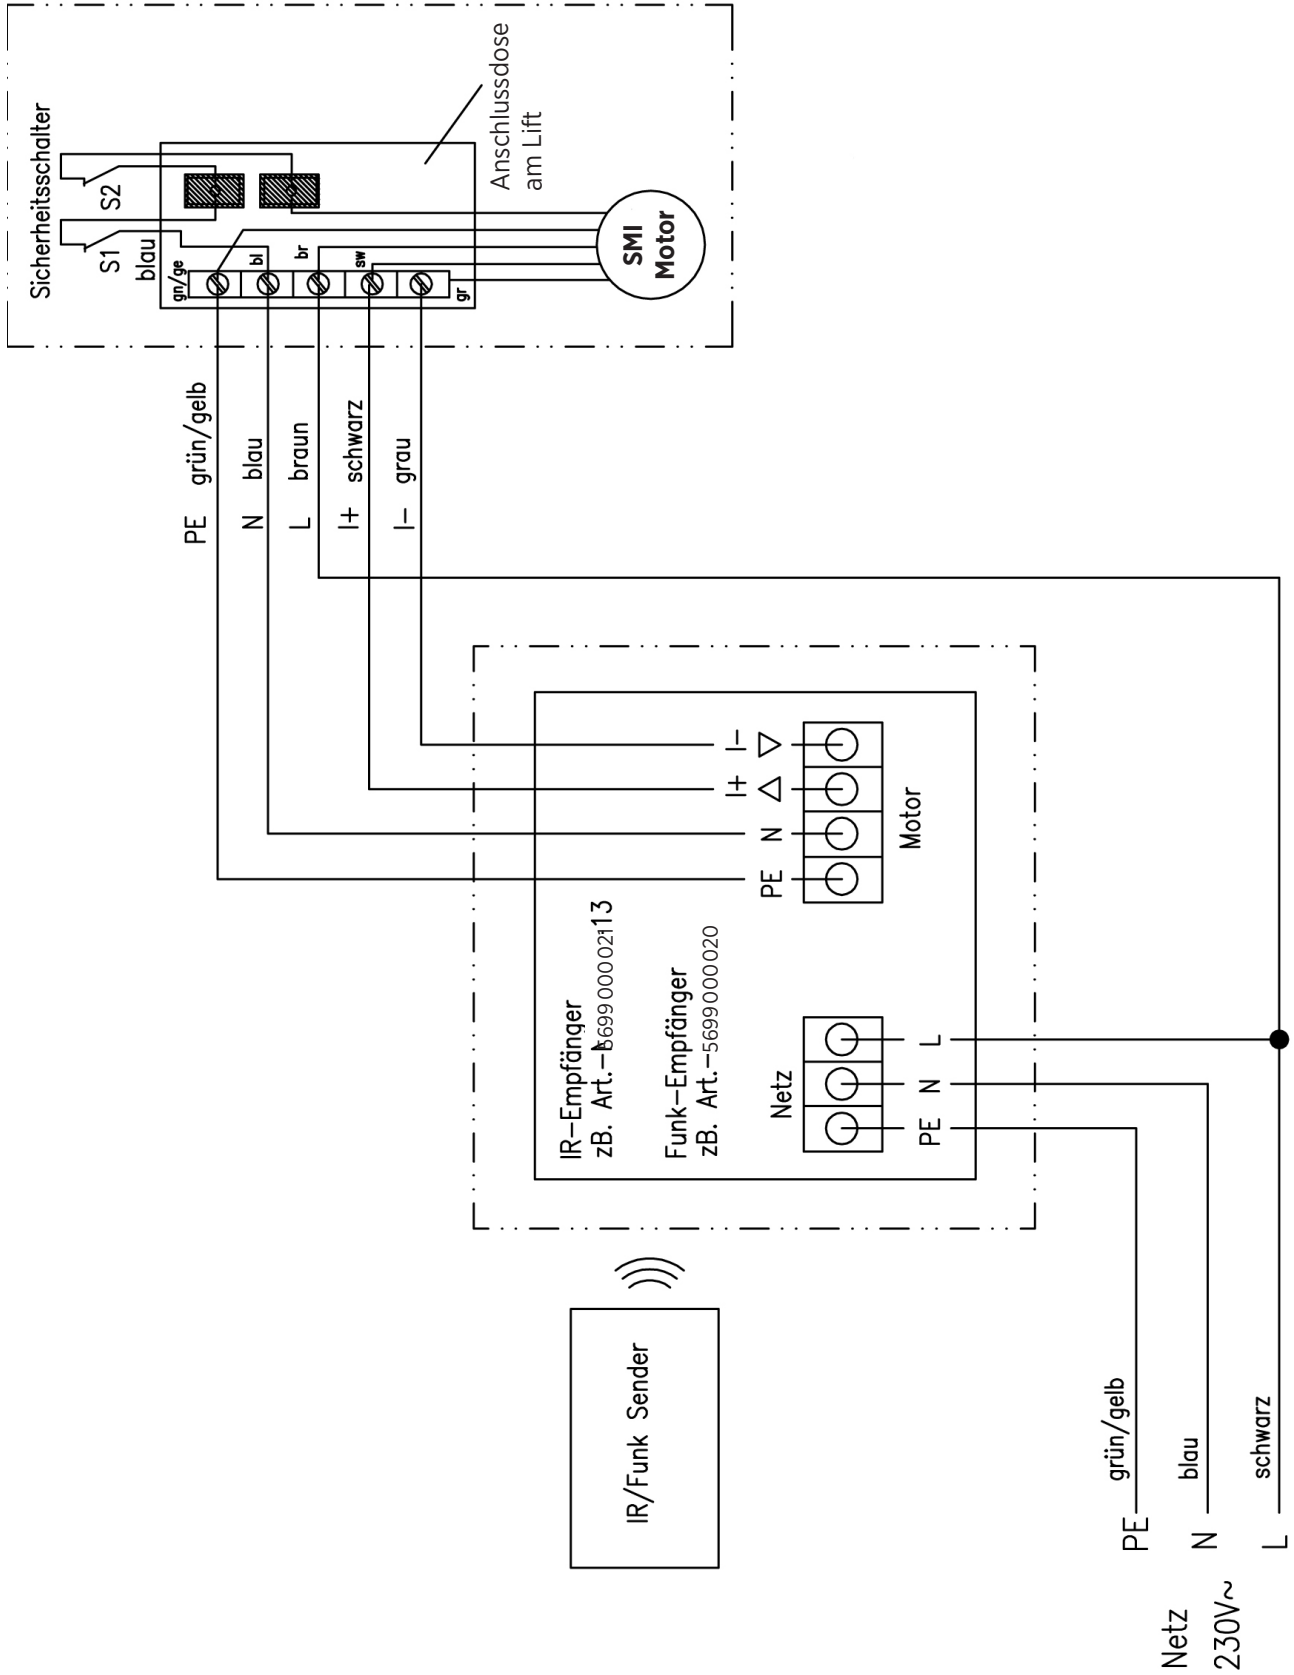 Sicherheitsschalter
S1
S2
blau
gn/ge
bl
br
sw
gr
Anschlussdose
am Lift
SMI
Motor
PE grün/gelb
N blau
L braun
I+ schwarz
I- grau
IR-Empfänger
zB. Art.-
Funk-Empfänger
zB. Art.-5699000020
PE
N
I+
I-
Motor
Netz
PE
N
L
IR/Funk Sender
PE grün/gelb
N blau
L schwarz
Netz
230V~